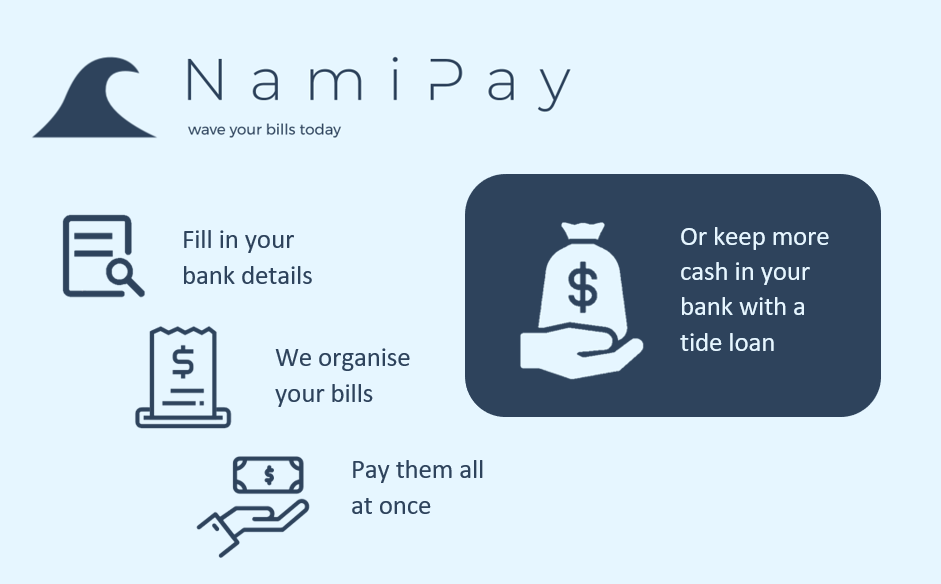 NamiPay
wave your bills today
Fill in your
bank details
$
We organise
your bills
$
Pay them all
at once
$
Or keep more
cash in your
bank with a
tide loan